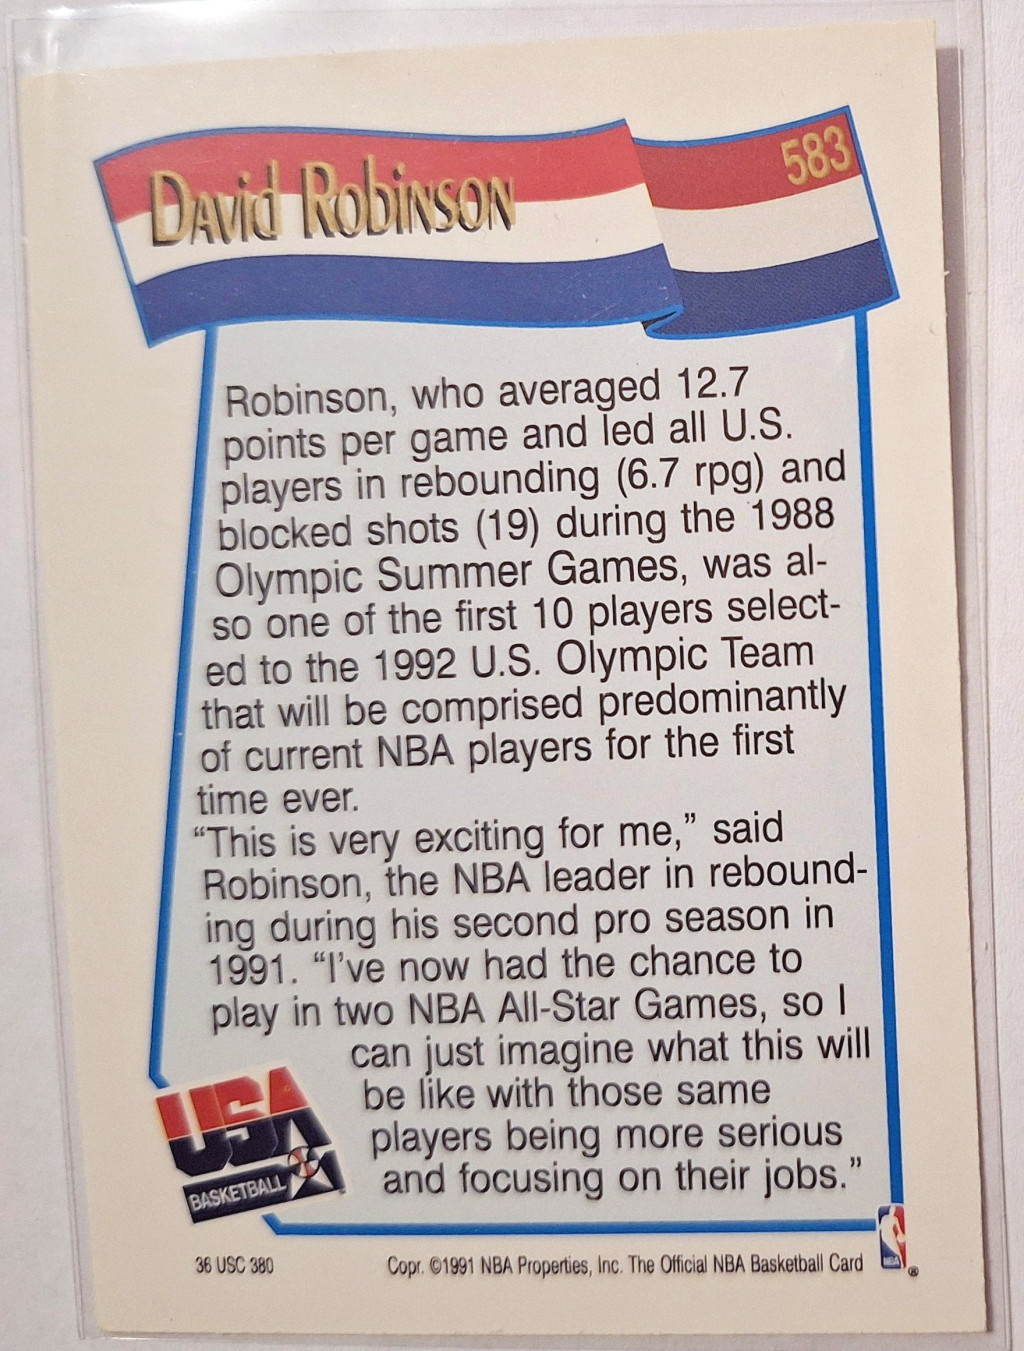 David Robinson
583
Robinson, who averaged 12.7
points per game and led all U.S.
players in rebounding (6.7 rpg) and
blocked shots (19) during the 1988
Olympic Summer Games, was al-
so one of the first 10 players select-
ed to the 1992 U.S. Olympic Team
that will be comprised predominantly
of current NBA players for the first
time ever.
“This is very exciting for me,” said
Robinson, the NBA leader in rebound-
ing during his second pro season in
1991. “I’ve now had the chance to
play in two NBA All-Star Games, so I
can just imagine what this will
be like with those same
players being more serious
and focusing on their jobs.”
USA
BASKETBALL
36 USC 380
Copr. ©1991 NBA Properties, Inc. The Official NBA Basketball Card
NBA
®